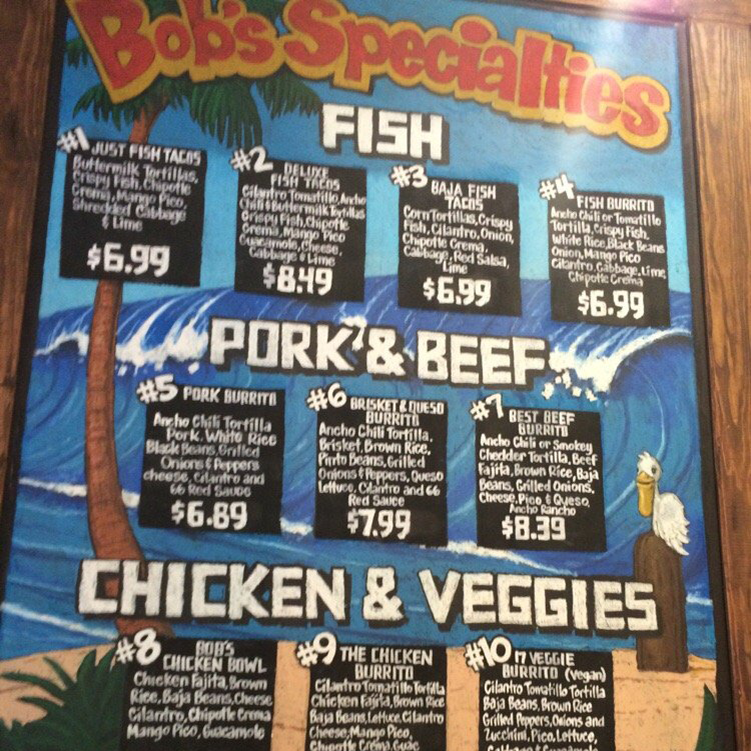 Bob's Specialties
FISH
#1 JUST FISH TACOS
Buttermilk Tortillas,
Crispy Fish, Chipotle
Crema, Mango Pico,
Shredded Cabbage
& Lime
$6.99
#2 DELUXE
FISH TACOS
Cilantro Tomatillo, Ancho
Chili & Buttermilk Tortillas
Crispy Fish, Chipotle
Crema, Mango Pico
Guacamole, Cheese,
Cabbage & Lime
$8.49
#3 BAJA FISH
TACOS
Corn Tortillas, Crispy
Fish, Cilantro, Onion,
Chipotle Crema,
Cabbage, Red Salsa,
Lime
$6.99
#4 FISH BURRITO
Ancho Chili or Tomatillo
Tortilla, Crispy Fish,
White Rice, Black Beans
Onion, Mango Pico
Cilantro, Cabbage, Lime,
Chipotle Crema
$6.99
PORK & BEEF
#5 PORK BURRITO
Ancho Chili Tortilla
Pork, White Rice
Black Beans, Grilled
Onions & Peppers
cheese, Cilantro and
66 Red Sauce
$6.89
#6 BRISKET & QUESO
BURRITO
Ancho Chili Tortilla,
Brisket, Brown Rice,
Pinto Beans, Grilled
Onions & Peppers, Queso
Lettuce, Cilantro and 66
Red Sauce
$7.99
#7 BEST BEEF
BURRITO
Ancho Chili or Smokey
Chedder Tortilla, Beef
Fajita, Brown Rice, Baja
Beans, Grilled Onions,
Cheese, Pico & Queso,
Ancho Rancho
$8.39
CHICKEN & VEGGIES
#8 BOB'S
CHICKEN BOWL
Chicken Fajita, Brown
Rice, Baja Beans, Cheese
Cilantro, Chipotle Crema
Mango Pico, Guacamole
#9 THE CHICKEN
BURRITO
Cilantro Tomatillo Tortilla
Chicken Fajita, Brown Rice
Baja Beans, Lettuce, Cilantro
Cheese, Mango Pico,
Chipotle Crema, Guac
#10 17 VEGGIE
BURRITO (vegan)
Cilantro Tomatillo Tortilla
Baja Beans, Brown Rice
Grilled Peppers, Onions and
Zucchini, Pico, Lettuce,
Cabbage & Guacamole